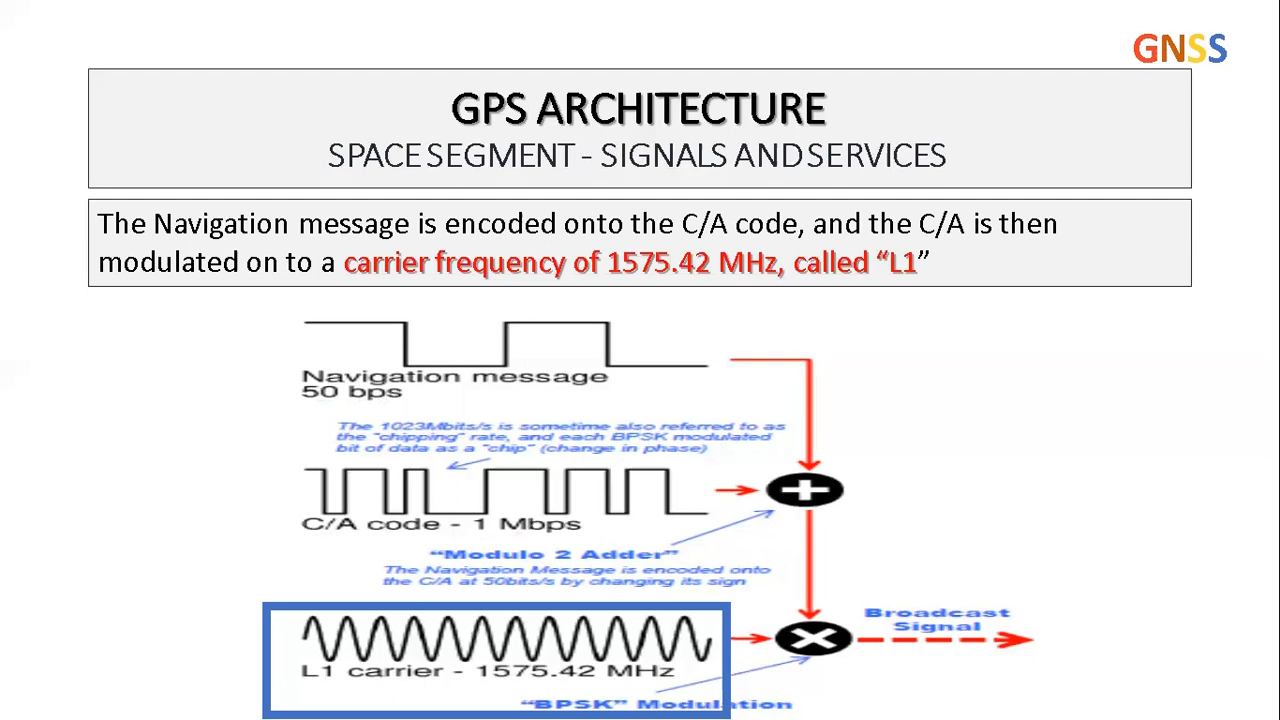 GNSS
GPS ARCHITECTURE
SPACE SEGMENT - SIGNALS AND SERVICES
The Navigation message is encoded onto the C/A code, and the C/A is then
modulated on to a carrier frequency of 1575.42 MHz, called “L1”
Navigation message
50 bps
The 1023Mbits/s is sometime also referred to as
the "chipping" rate, and each BPSK modulated
bit of data as a "chip" (change in phase)
C/A code - 1 Mbps
“Modulo 2 Adder”
The Navigation Message is encoded onto
the C/A at 50bits/s by changing its sign
Broadcast
Signal
L1 carrier - 1575.42 MHz
“BPSK” Modulation